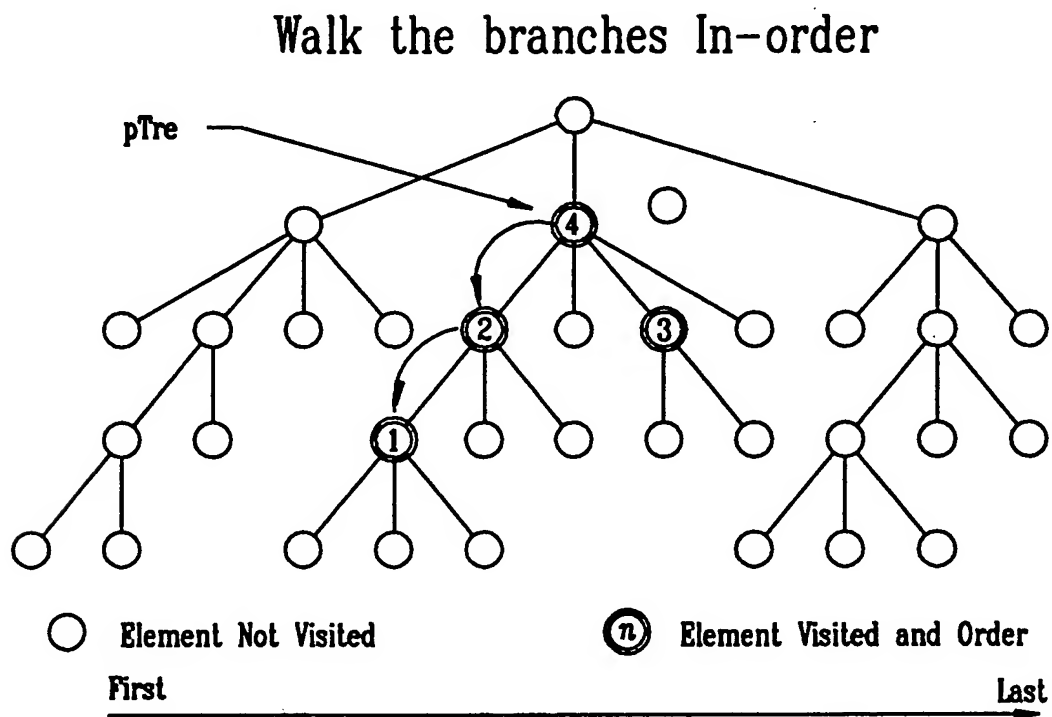 Walk the branches In-order
pTre
4
2
3
1
Element Not Visited
n Element Visited and Order
First
Last